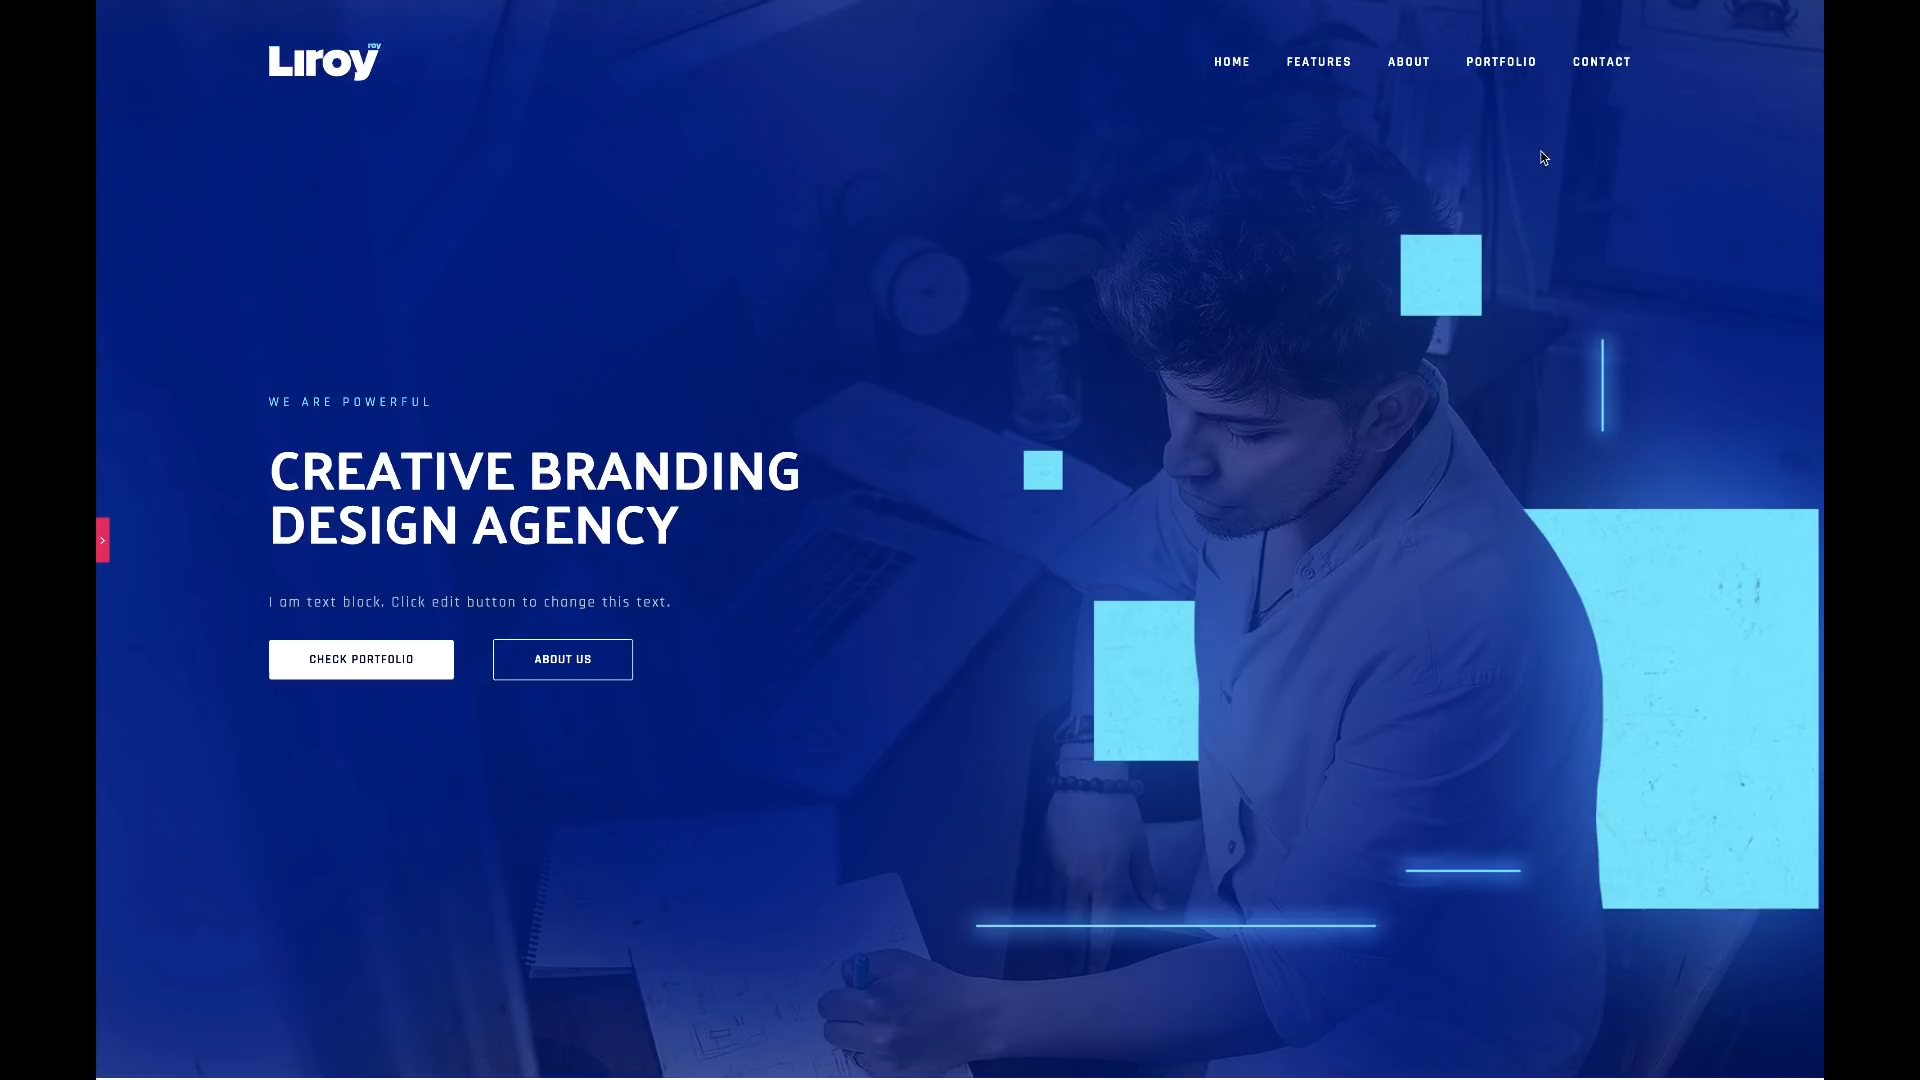 Liroy
roy
HOME FEATURES ABOUT PORTFOLIO CONTACT
WE ARE POWERFUL
CREATIVE BRANDING
DESIGN AGENCY
I am text block. Click edit button to change this text.
CHECK PORTFOLIO ABOUT US